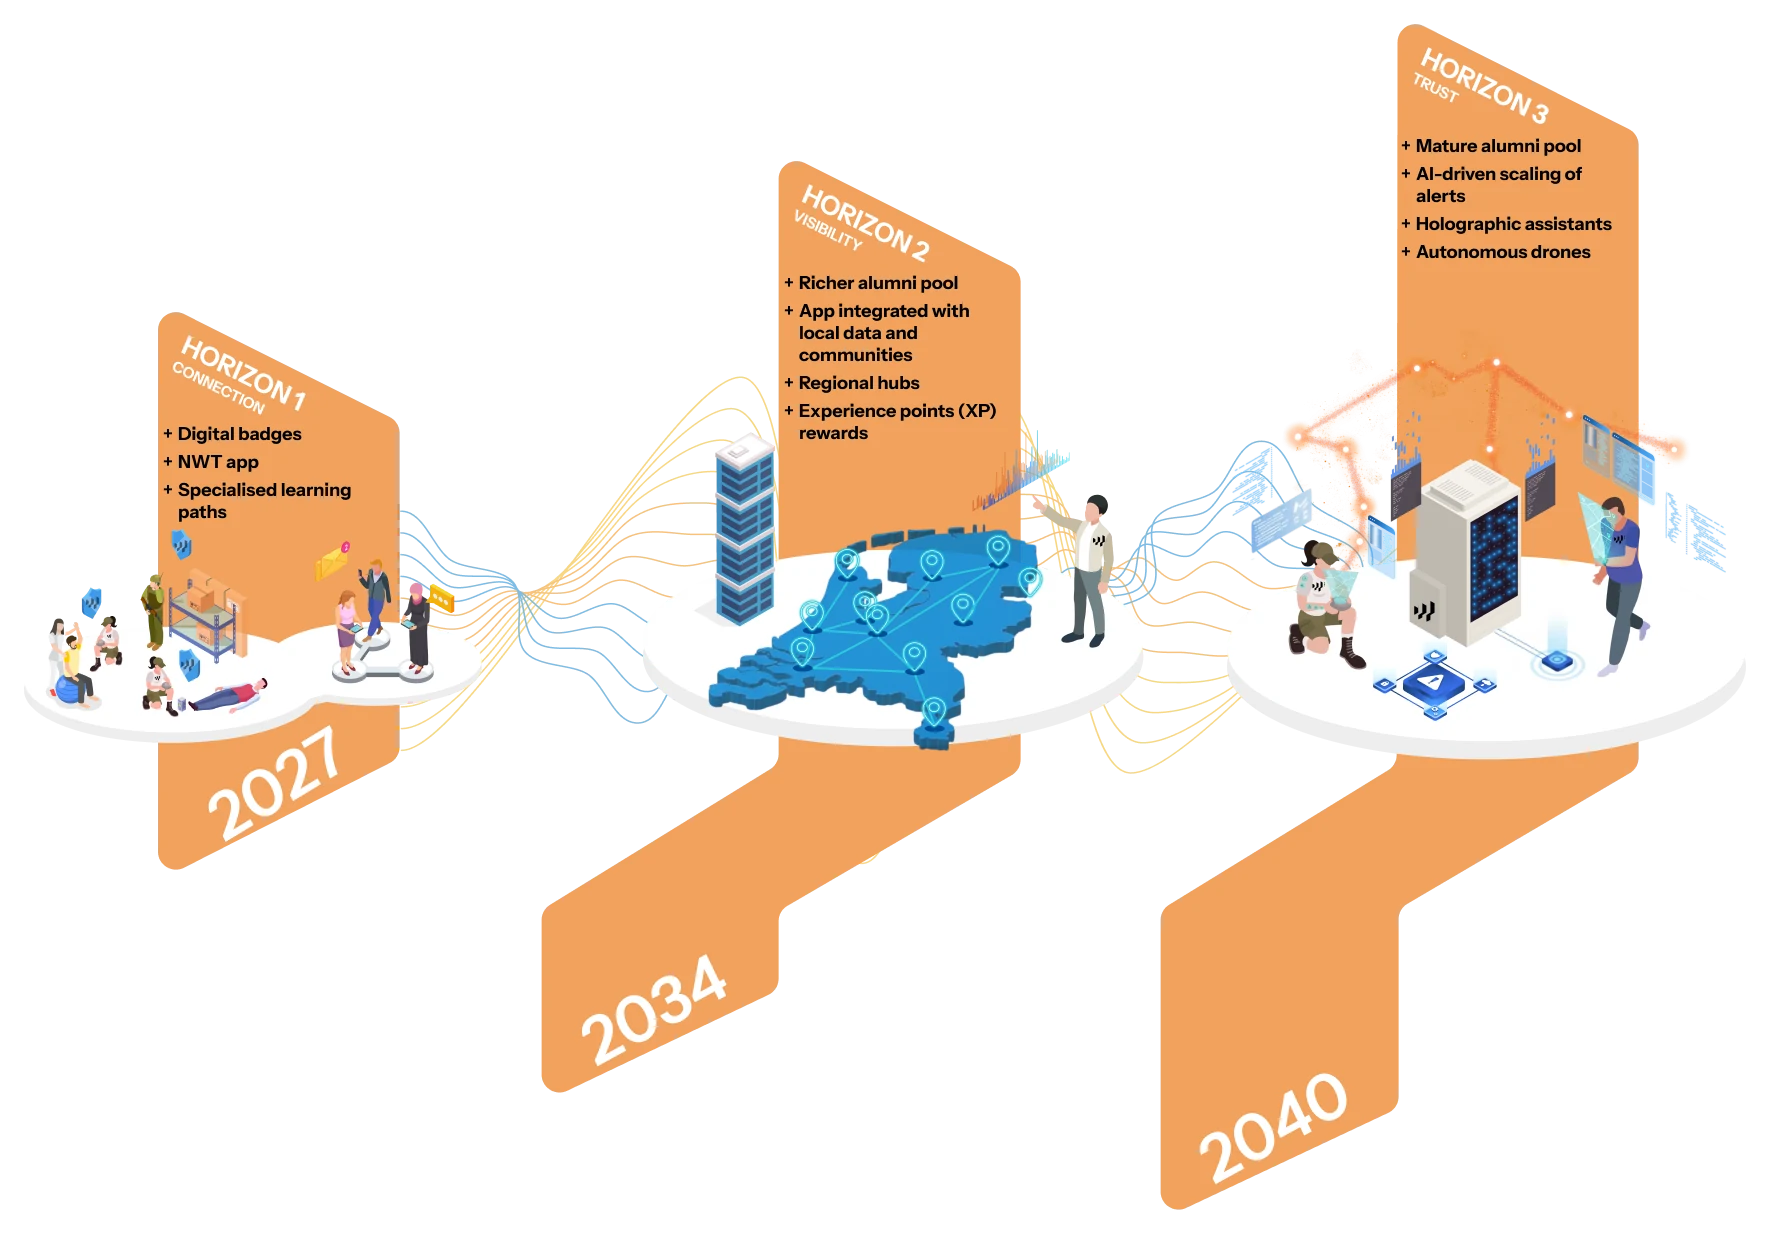 HORIZON 1
CONNECTION
+ Digital badges
+ NWT app
+ Specialised learning
paths
2027
HORIZON 2
VISIBILITY
+ Richer alumni pool
+ App integrated with
local data and
communities
+ Regional hubs
+ Experience points (XP)
rewards
2034
HORIZON 3
TRUST
+ Mature alumni pool
+ AI-driven scaling of
alerts
+ Holographic assistants
+ Autonomous drones
2040